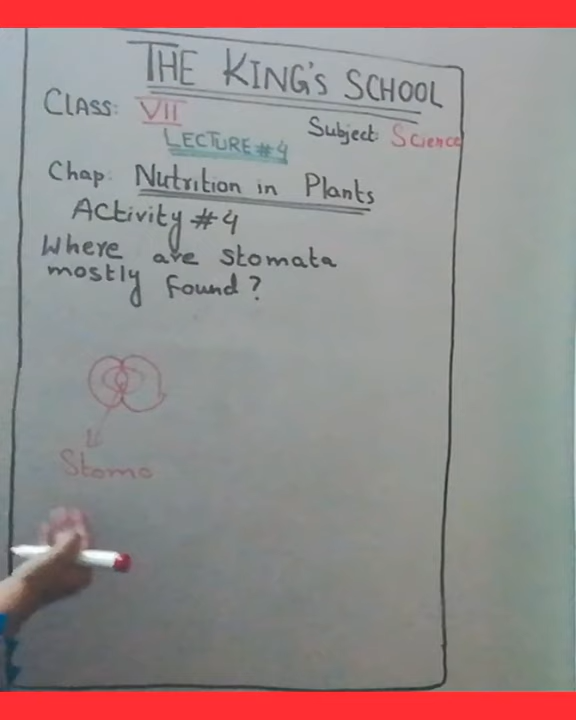 THE KING'S SCHOOL
CLASS: VII
Subject: Science
LECTURE #4
Chap: Nutrition in Plants
Activity #4
Where are stomata
mostly found?
Stoma